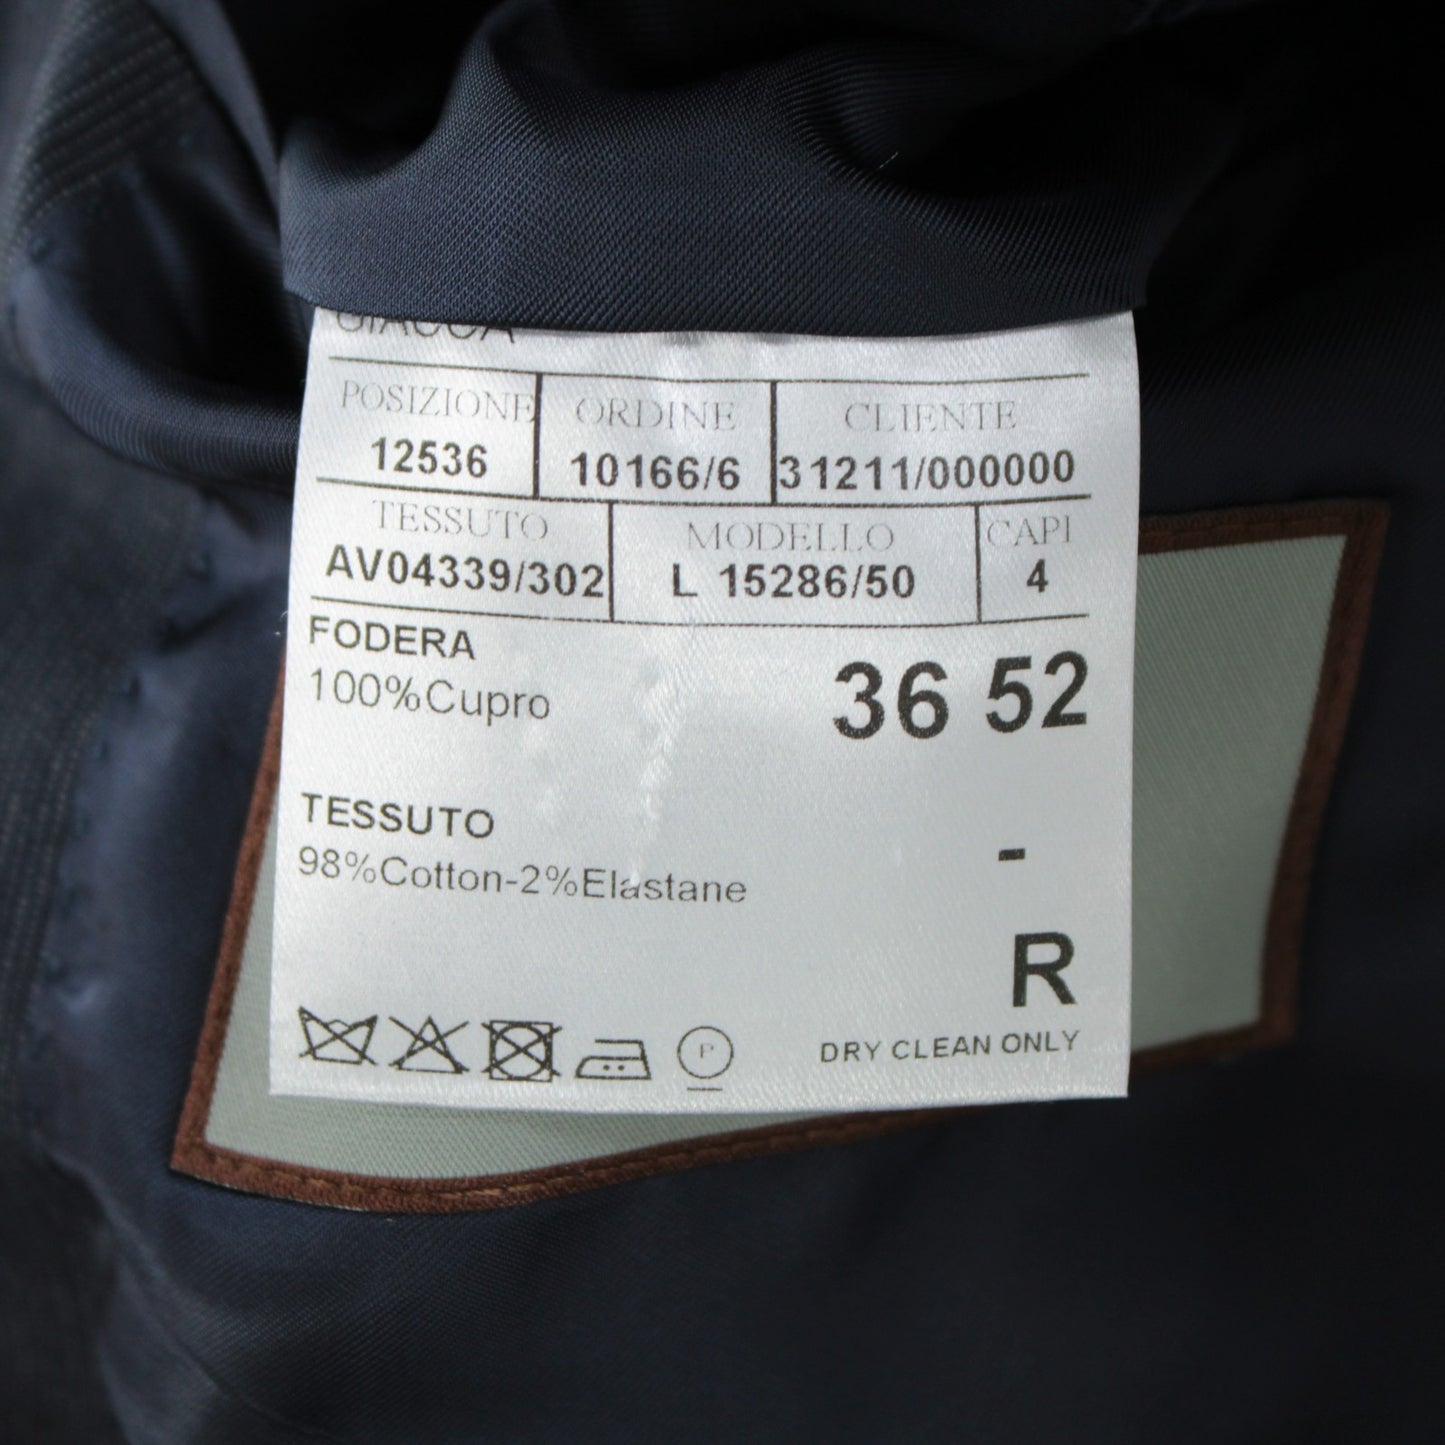 GIACCA
POSIZIONE ORDINE CLIENTE
12536 10166/6 31211/000000
TESSUTO MODELLO CAPI
AV04339/302 L 15286/50 4
FODERA
100%Cupro
36 52
TESSUTO
98%Cotton-2%Elastane
-
R
P
DRY CLEAN ONLY